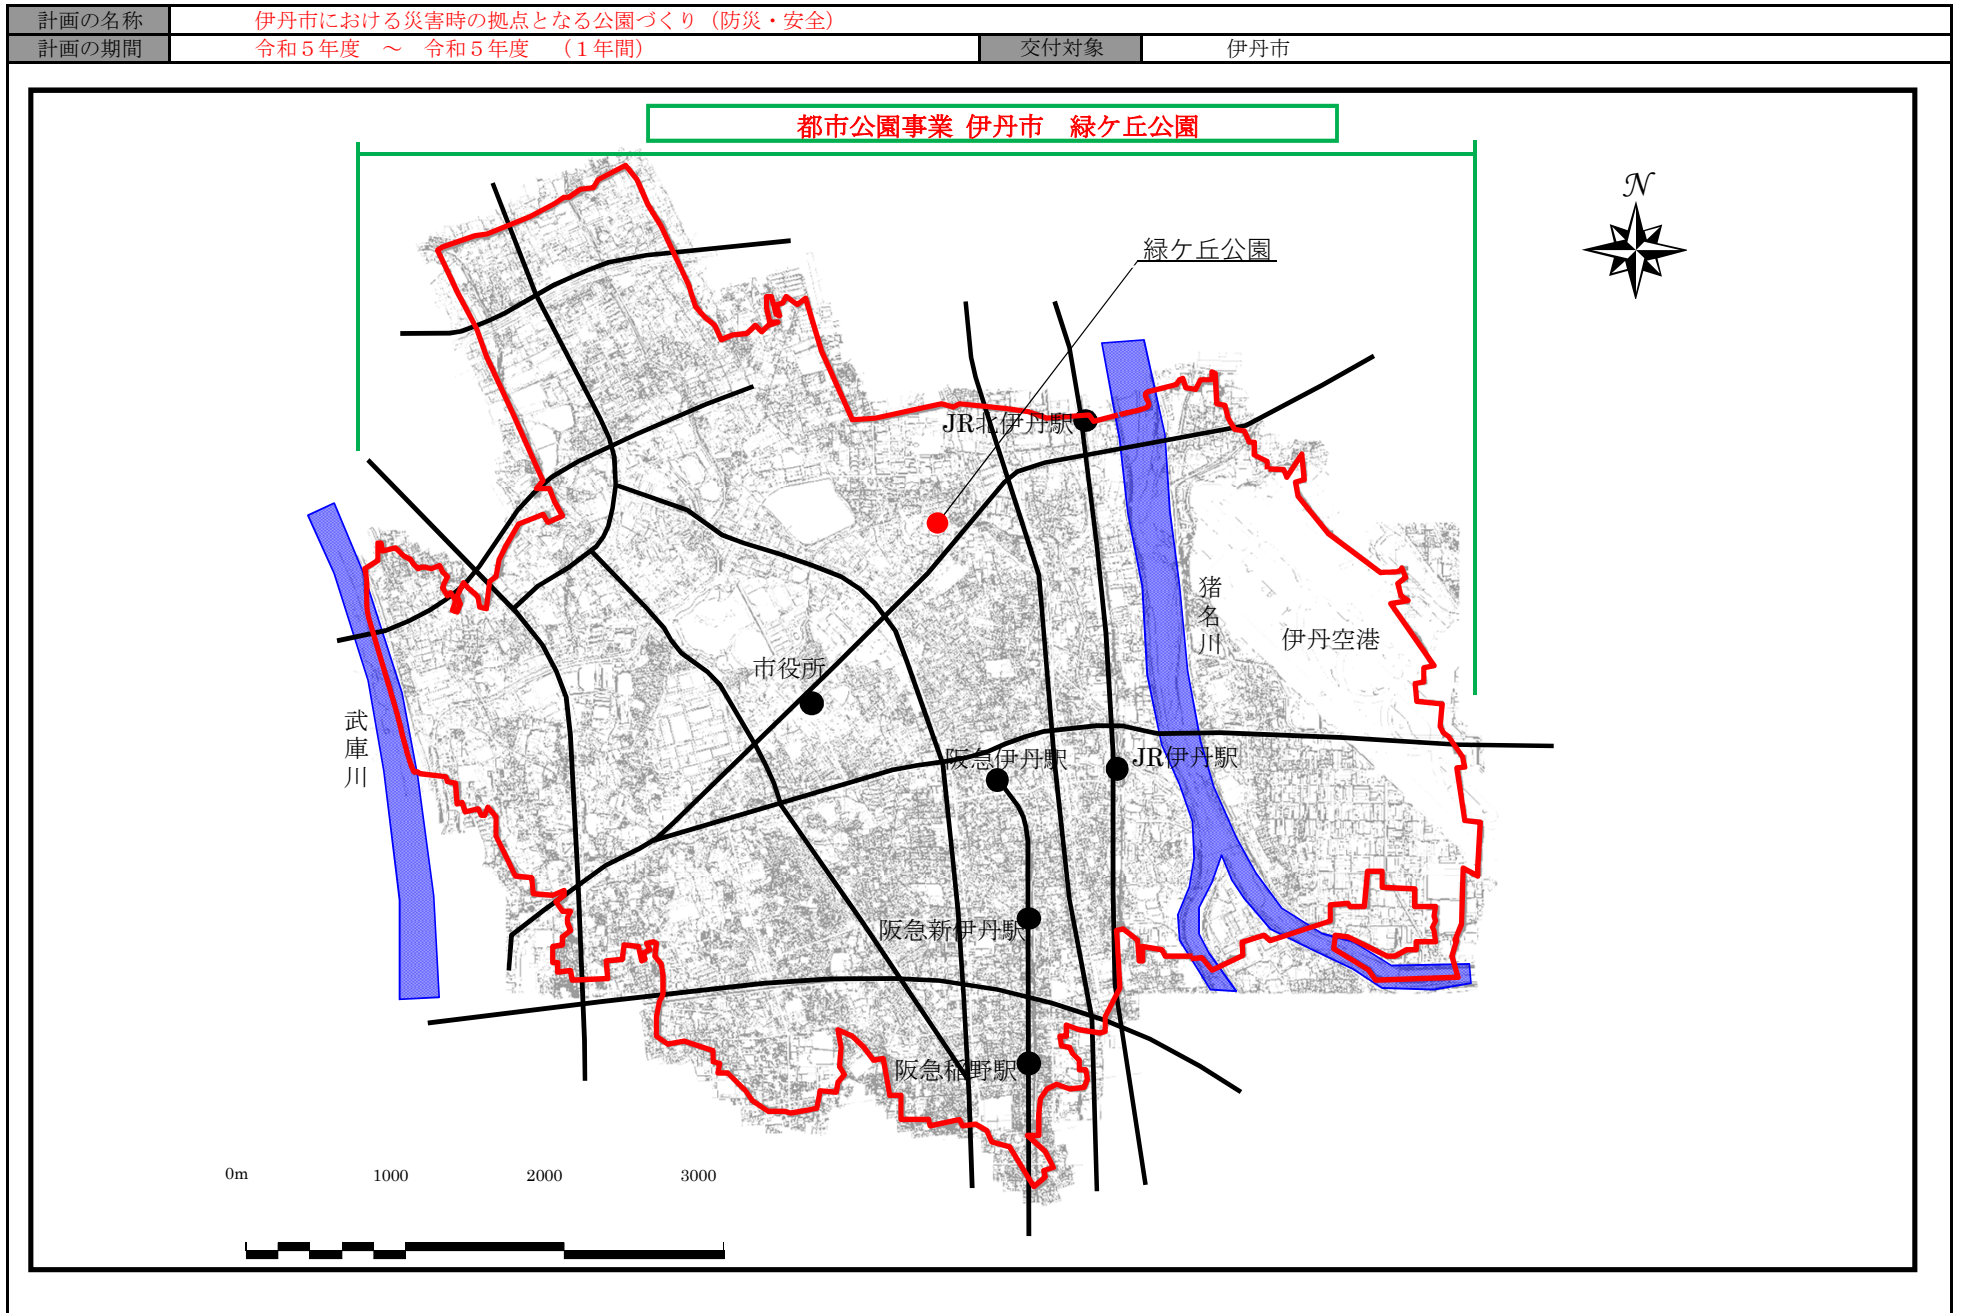 計画の名称 伊丹市における災害時の拠点となる公園づくり（防災・安全）
計画の期間 令和５年度　～　令和５年度　（１年間） 交付対象 伊丹市
都市公園事業 伊丹市　緑ケ丘公園
N
緑ケ丘公園
JR北伊丹駅
猪名川
伊丹空港
市役所
武庫川
阪急伊丹駅
JR伊丹駅
阪急新伊丹駅
阪急稲野駅
0m 1000 2000 3000